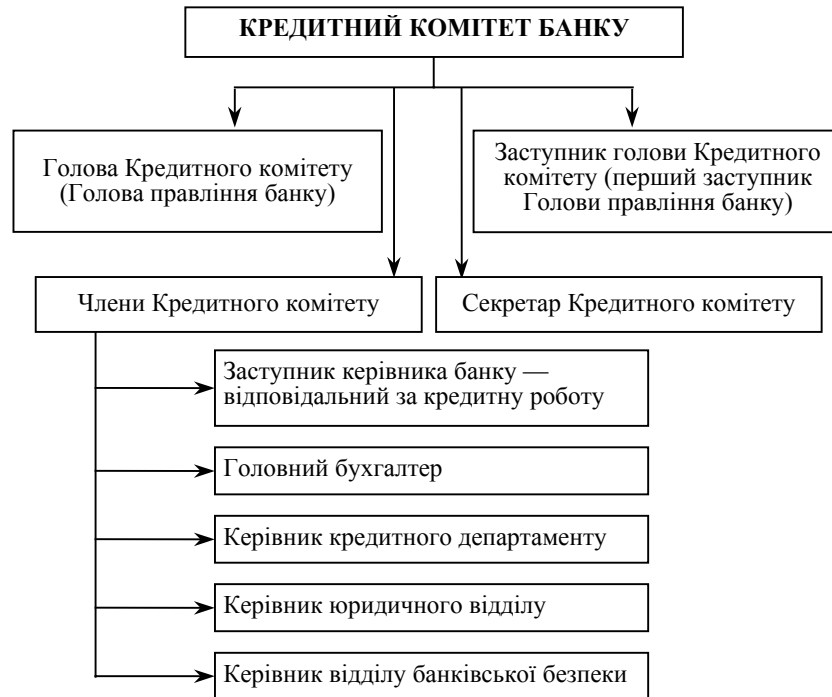 КРЕДИТНИЙ КОМІТЕТ БАНКУ
Голова Кредитного комітету
(Голова правління банку)
Заступник голови Кредитного
комітету (перший заступник
Голови правління банку)
Члени Кредитного комітету
Секретар Кредитного комітету
Заступник керівника банку —
відповідальний за кредитну роботу
Головний бухгалтер
Керівник кредитного департаменту
Керівник юридичного відділу
Керівник відділу банківської безпеки